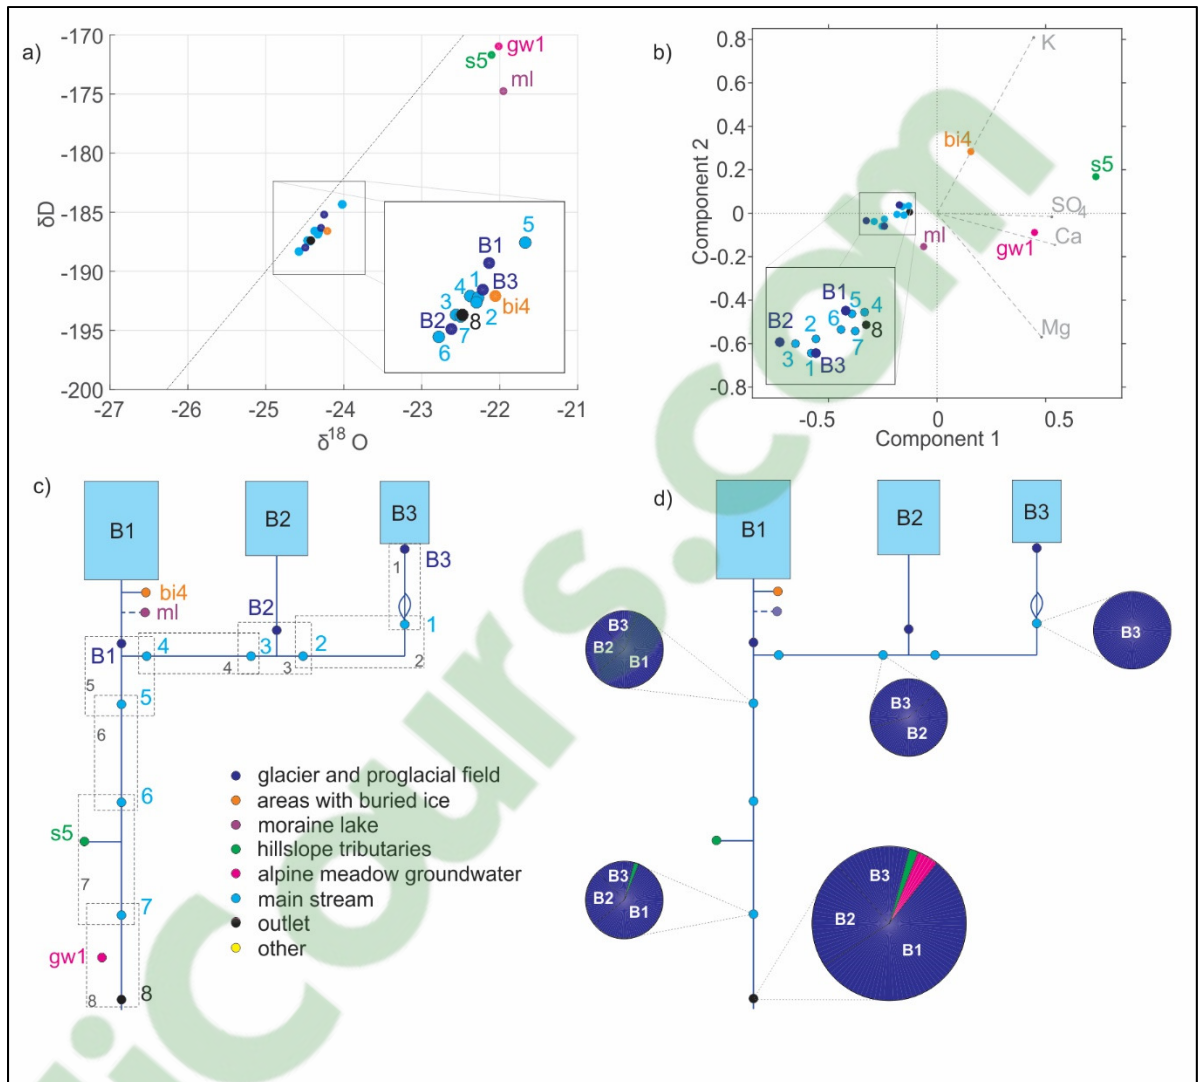 a)
-170
-175
-180
-185
-190
-195
-200
δD
-27
-26
-25
-24
-23
-22
-21
δ18 O
gw1
s5
ml
5
B1
B3
4 1
bi4
3
2
B2
8
7
6
b)
0.8
0.6
0.4
0.2
0
-0.2
-0.4
-0.6
-0.8
Component 2
-0.5
0
0.5
Component 1
K
bi4
s5
SO4
Ca
gw1
ml
Mg
B1
5 4
6
B2 2
8
7
3
1 B3
c)
B1
B2
B3
B3
1
bi4
ml
B2
1
B1
4
3
2
4
3
2
5
5
6
6
s5
7
7
gw1
8
8
glacier and proglacial field
areas with buried ice
moraine lake
hillslope tributaries
alpine meadow groundwater
main stream
outlet
other
d)
B1
B2
B3
B3
B2
B1
B3
B3
B2
B3
B2
B1
B3
B2
B1
iCours.com